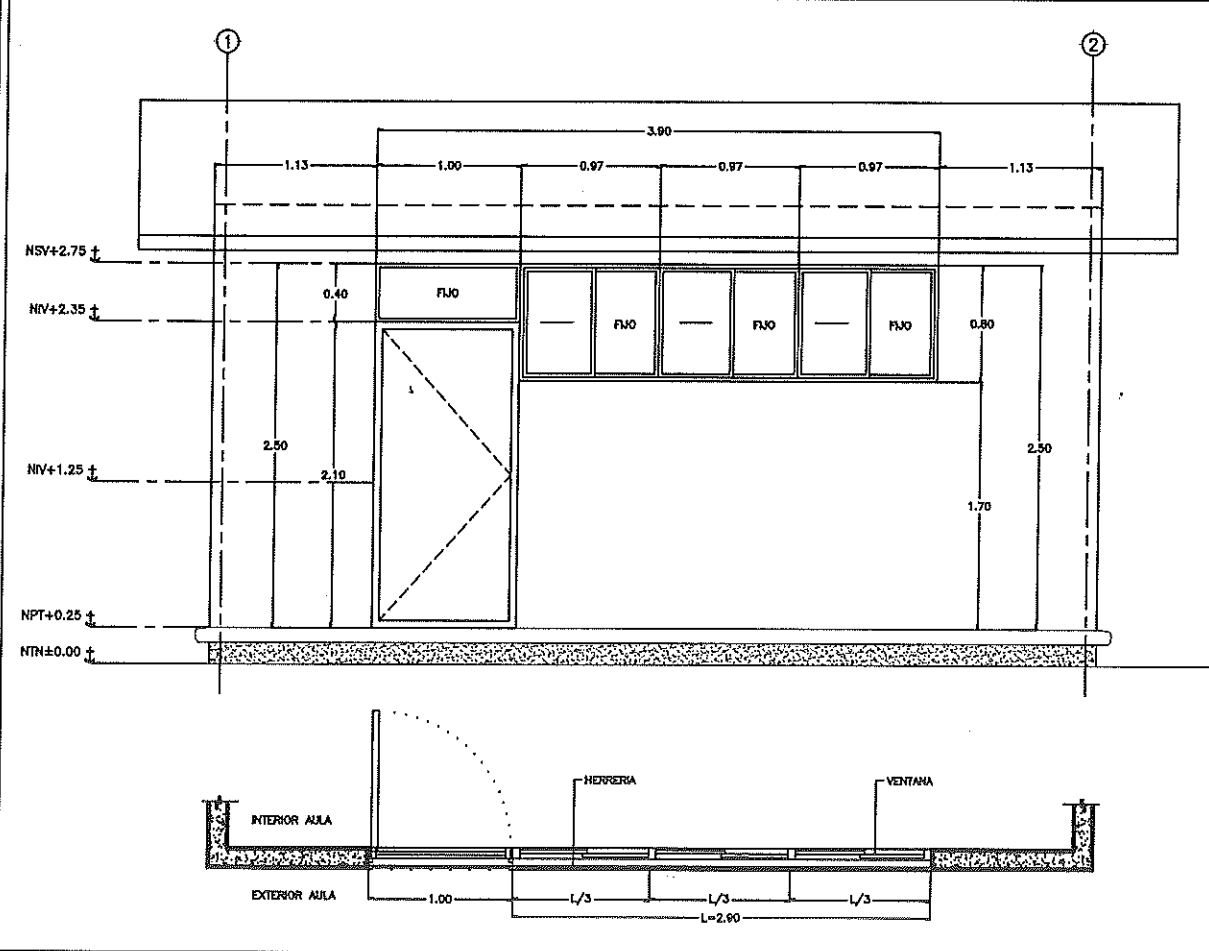 1
2
3.90
1.13
1.00
0.97
0.97
0.97
1.13
NSV+2.75
0.40
FIJO
NIV+2.35
FIJO
FIJO
FIJO
0.80
2.50
2.10
2.50
NIV+1.25
1.70
NPT+0.25
NTN±0.00
HERRERIA
VENTANA
INTERIOR AULA
EXTERIOR AULA
1.00
L/3
L/3
L/3
L=2.90